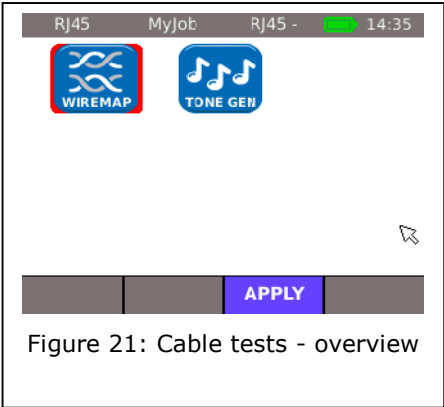 RJ45 MyJob RJ45 - 14:35
WIREMAP TONE GEN
APPLY
Figure 21: Cable tests - overview